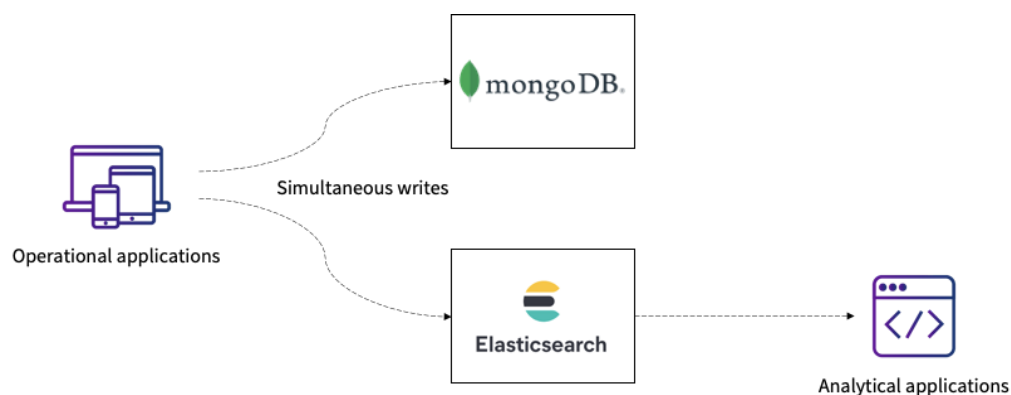 mongoDB.
Simultaneous writes
Operational applications
Elasticsearch
</>
Analytical applications